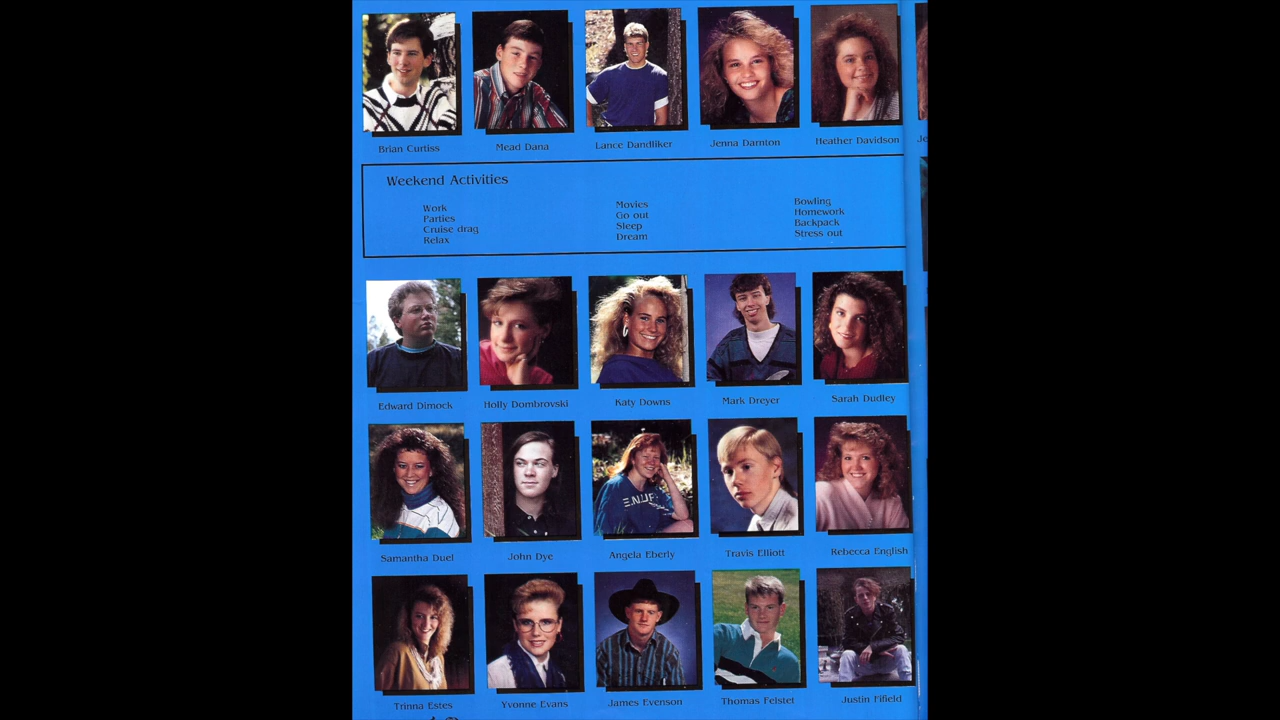 Brian Curtiss
Mead Dana
Lance Dandliker
Jenna Darnton
Heather Davidson
Weekend Activities
Work
Parties
Cruise drag
Relax
Movies
Go out
Sleep
Dream
Bowling
Homework
Backpack
Stress out
Edward Dimock
Holly Dombrovski
Katy Downs
Mark Dreyer
Sarah Dudley
Samantha Duel
John Dye
Angela Eberly
Travis Elliott
Rebecca English
Trinna Estes
Yvonne Evans
James Evenson
Thomas Felstet
Justin Fifield